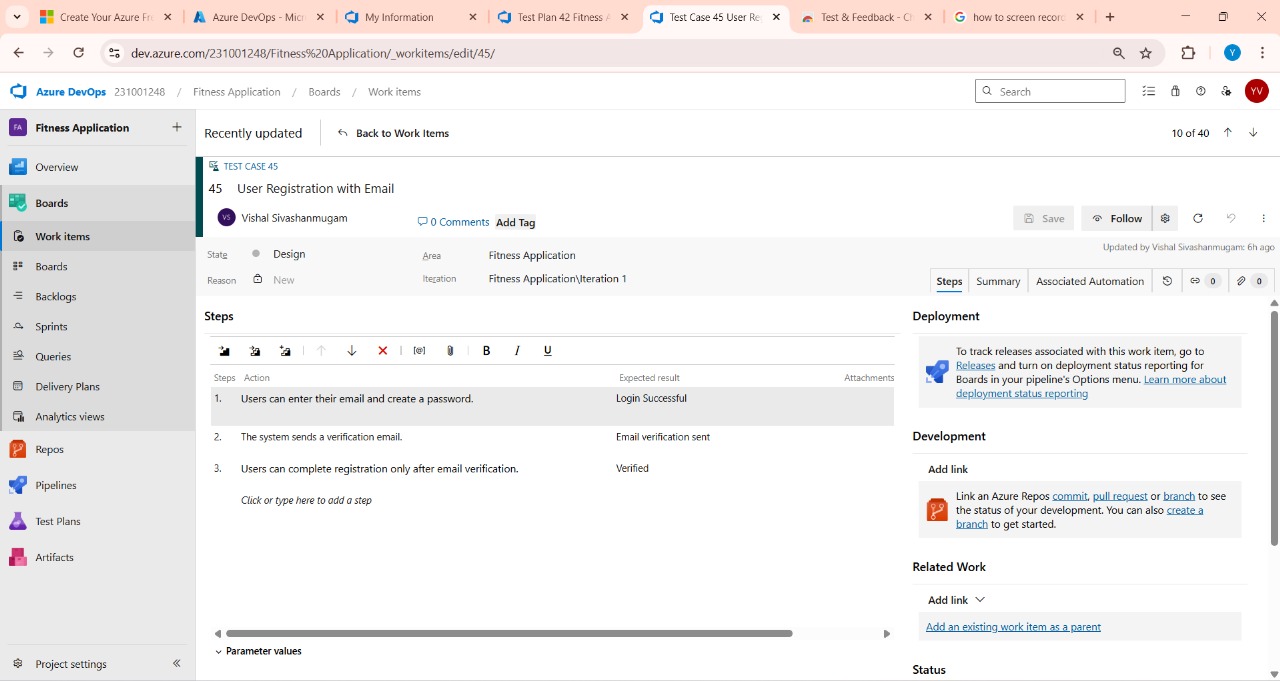 Create Your Azure Fr
Azure DevOps - Micr
My Information
Test Plan 42 Fitness A
Test Case 45 User Re
Test & Feedback - Ch
how to screen record
dev.azure.com/231001248/Fitness%20Application/_workitems/edit/45/
Y
Azure DevOps 231001248 / Fitness Application / Boards / Work items
Search
YV
FA Fitness Application
Recently updated
Back to Work Items
10 of 40
Overview
Boards
Work items
Boards
Backlogs
Sprints
Queries
Delivery Plans
Analytics views
Repos
Pipelines
Test Plans
Artifacts
Project settings
TEST CASE 45
45 User Registration with Email
VS Vishal Sivashanmugam
0 Comments Add Tag
Save
Follow
State Design
Area Fitness Application
Updated by Vishal Sivashanmugam: 6h ago
Reason New
Iteration Fitness Application\Iteration 1
Steps Summary Associated Automation 0 0
Steps
B I U
Steps Action Expected result Attachments
1. Users can enter their email and create a password. Login Successful
2. The system sends a verification email. Email verification sent
3. Users can complete registration only after email verification. Verified
Click or type here to add a step
Parameter values
Deployment
To track releases associated with this work item, go to
Releases and turn on deployment status reporting for
Boards in your pipeline's Options menu. Learn more about
deployment status reporting
Development
Add link
Link an Azure Repos commit, pull request or branch to see
the status of your development. You can also create a
branch to get started.
Related Work
Add link
Add an existing work item as a parent
Status